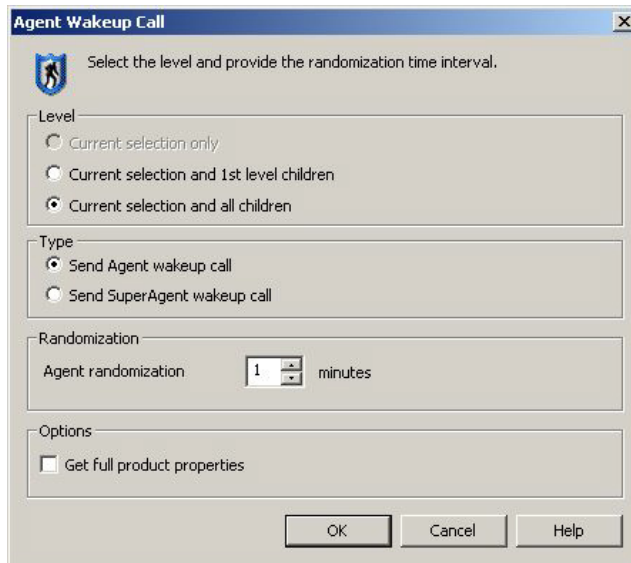 Agent Wakeup Call
Select the level and provide the randomization time interval.
Level
Current selection only
Current selection and 1st level children
Current selection and all children
Type
Send Agent wakeup call
Send SuperAgent wakeup call
Randomization
Agent randomization 1 minutes
Options
Get full product properties
OK Cancel Help